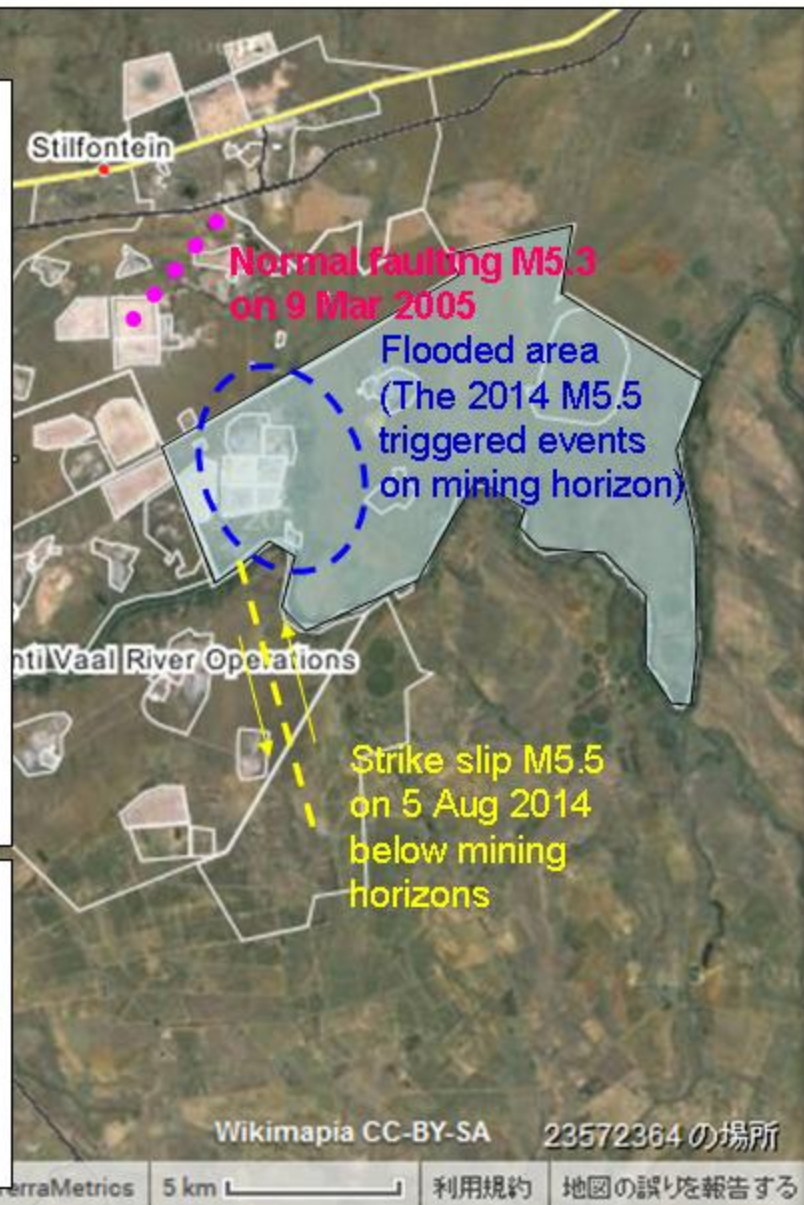 Stilfontein
Normal faulting M5.3
on 9 Mar 2005
Flooded area
(The 2014 M5.5
triggered events
on mining horizon)
nti Vaal River Operations
Strike slip M5.5
on 5 Aug 2014
below mining
horizons
Wikimapia CC-BY-SA
23572364 の場所
erraMetrics
5 km
利用規約
地図の誤りを報告する